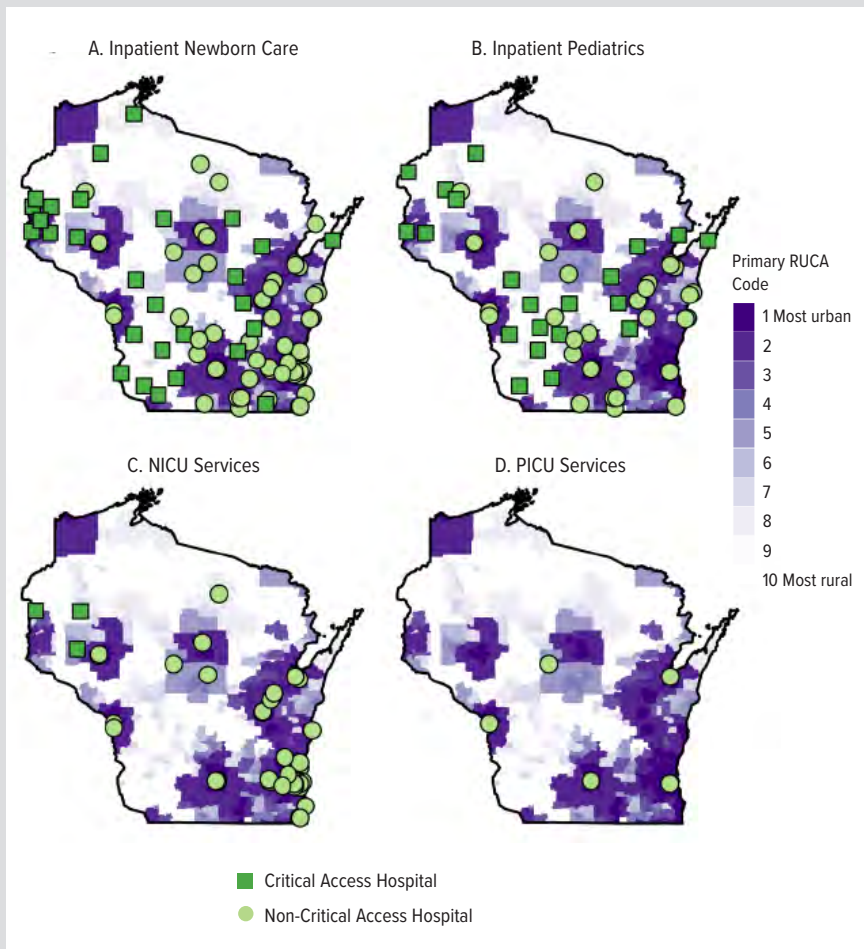 A. Inpatient Newborn Care
B. Inpatient Pediatrics
Primary RUCA
Code
1 Most urban
2
3
4
5
6
7
8
9
10 Most rural
C. NICU Services
D. PICU Services
Critical Access Hospital
Non-Critical Access Hospital